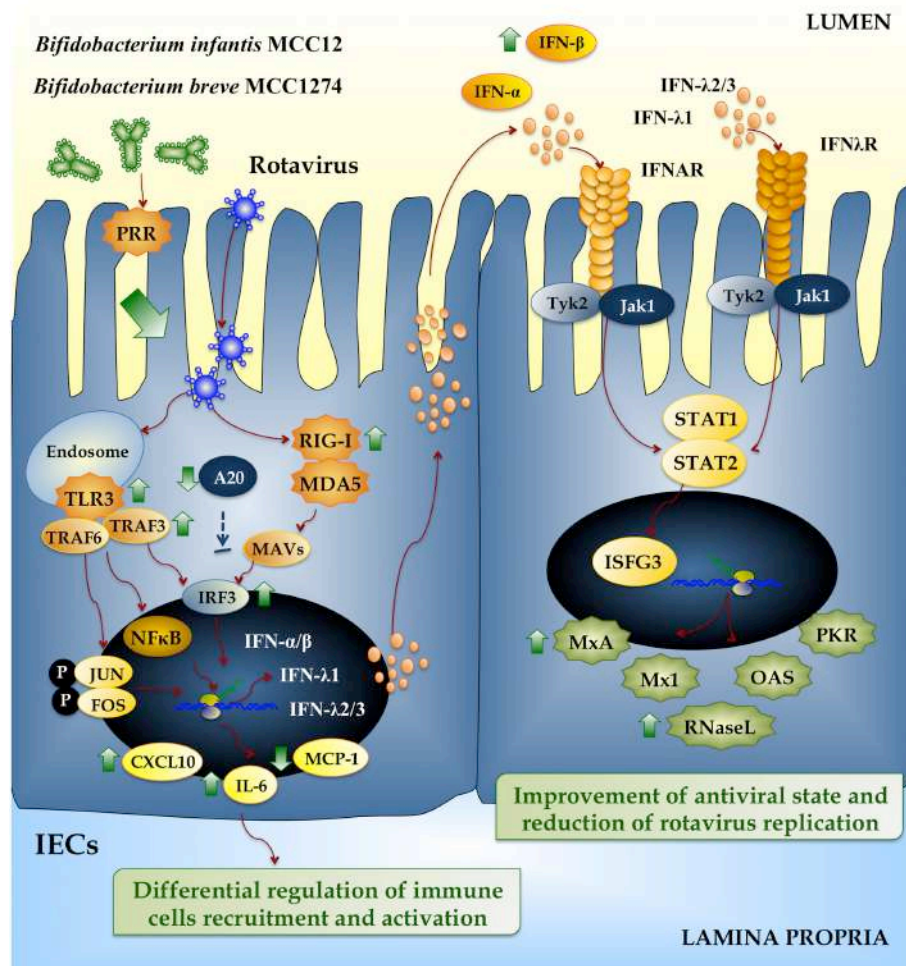 LUMEN
Bifidobacterium infantis MCC12
Bifidobacterium breve MCC1274
IFN-β
IFN-α
IFN-λ2/3
IFN-λ1
IFNAR
IFNλR
Rotavirus
PRR
Tyk2
Jak1
Tyk2
Jak1
Endosome
TLR3
TRAF6
TRAF3
A20
RIG-I
MDA5
MAVs
IRF3
NFκB
IFN-α/β
IFN-λ1
IFN-λ2/3
P
JUN
P
FOS
CXCL10
IL-6
MCP-1
STAT1
STAT2
ISFG3
MxA
Mx1
RNaseL
OAS
PKR
Improvement of antiviral state and
reduction of rotavirus replication
IECs
Differential regulation of immune
cells recruitment and activation
LAMINA PROPRIA